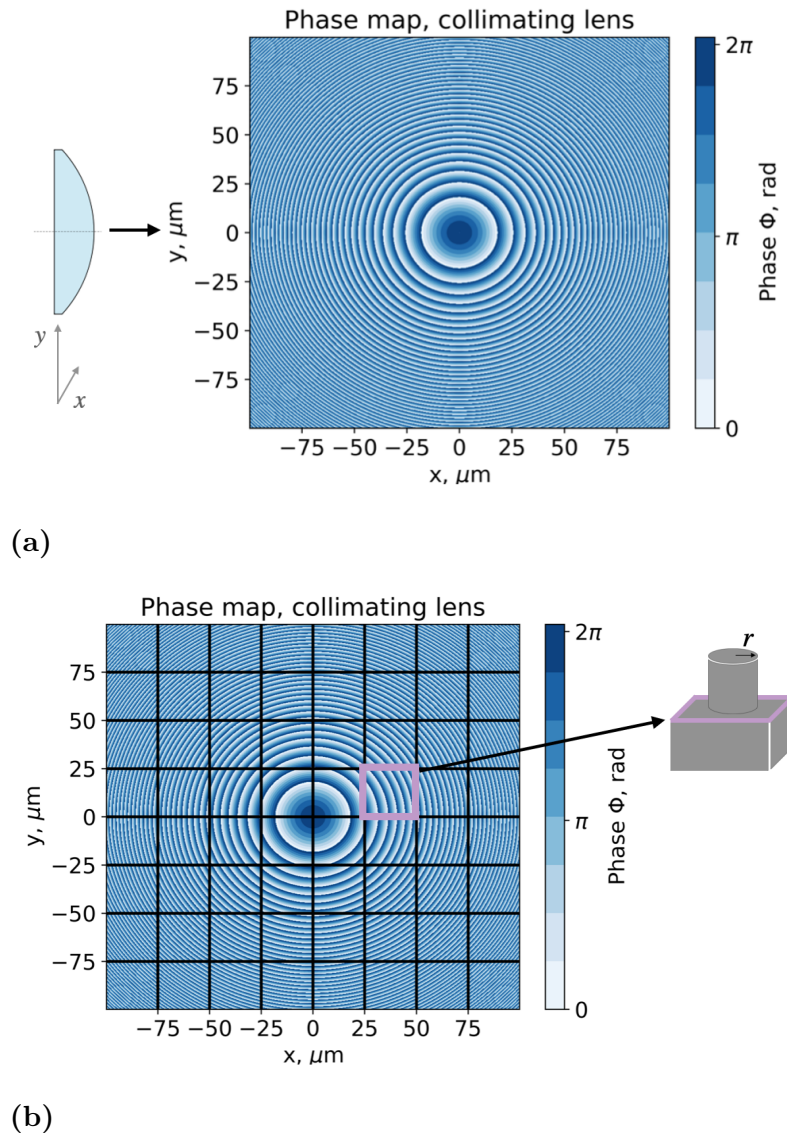 Phase map, collimating lens
75
50
25
0
−25
−50
−75
y, μm
−75 −50 −25 0 25 50 75
x, μm
2π
π
0
Phase Φ, rad
y
x
(a)
Phase map, collimating lens
75
50
25
0
−25
−50
−75
y, μm
−75 −50 −25 0 25 50 75
x, μm
2π
π
0
Phase Φ, rad
r
(b)